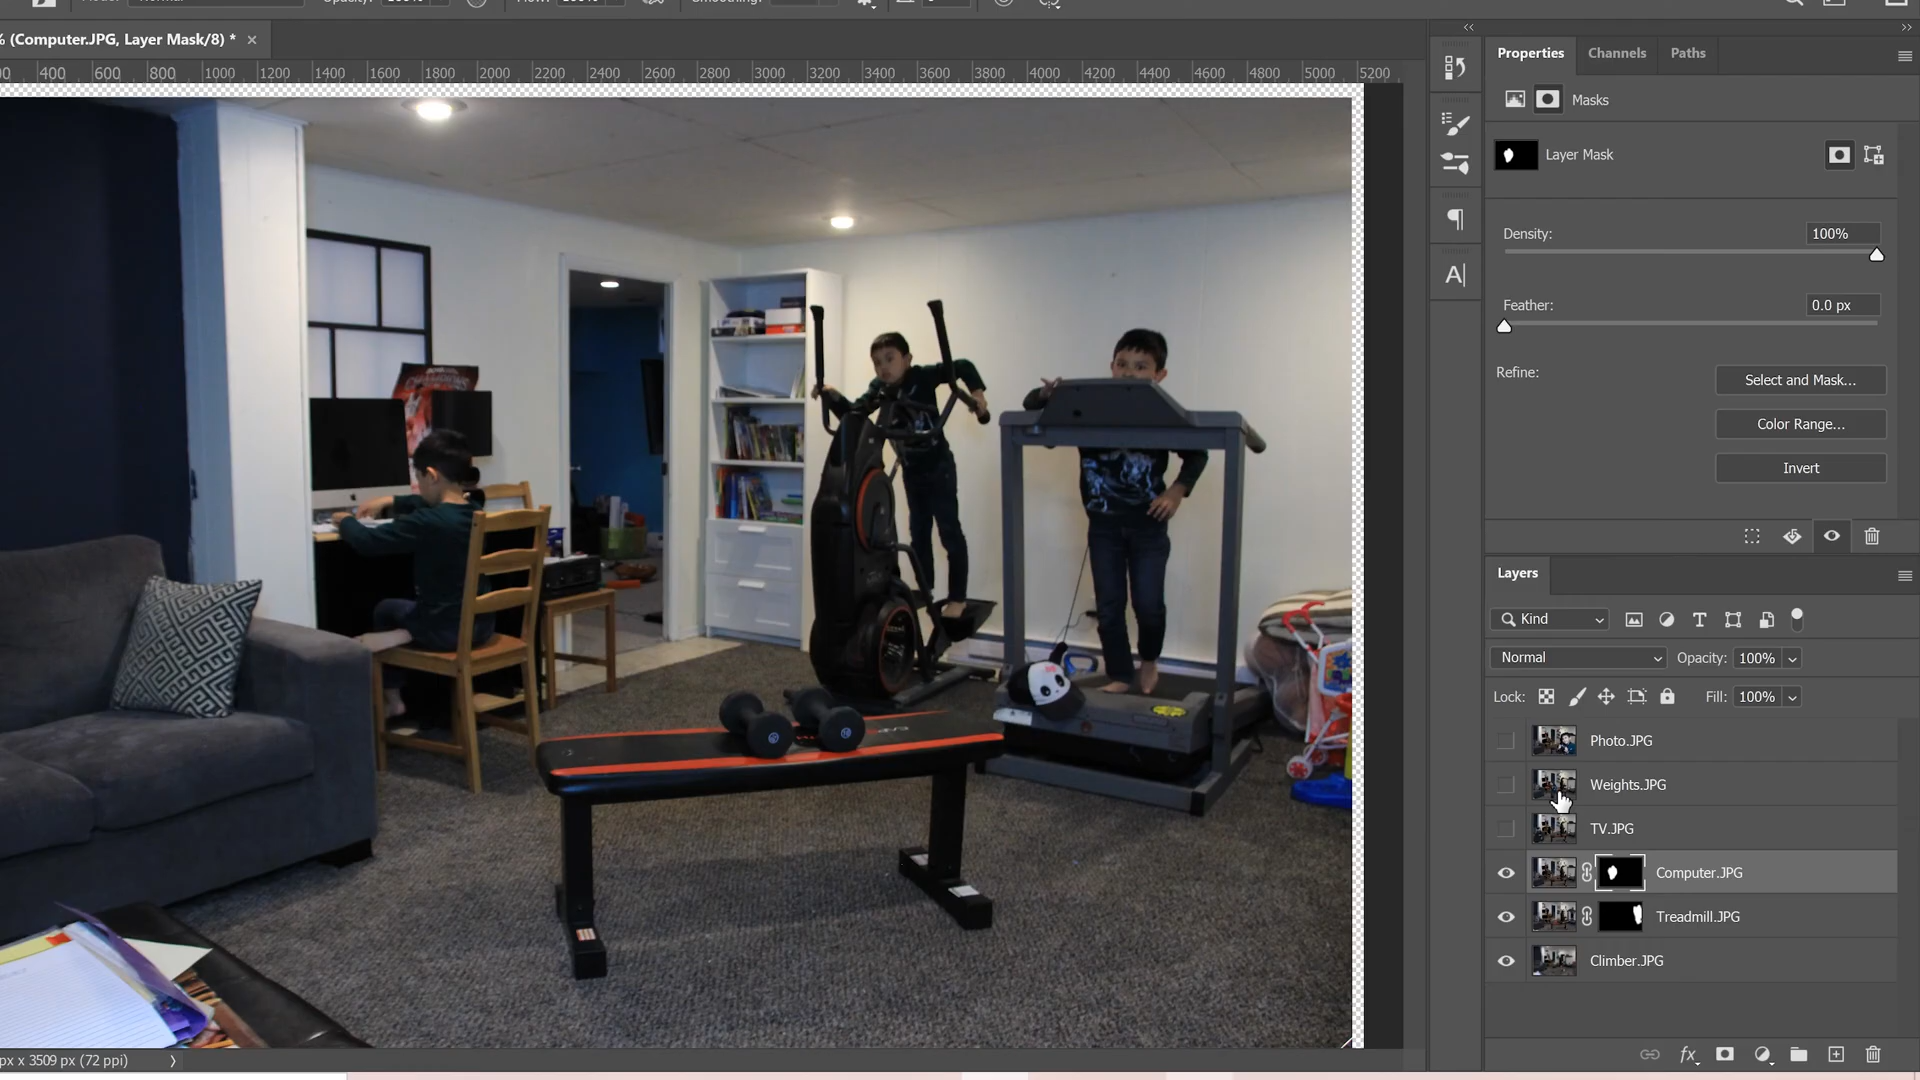 % (Computer.JPG, Layer Mask/8) * ×
400 600 800 1000 1200 1400 1600 1800 2000 2200 2400 2600 2800 3000 3200 3400 3600 3800 4000 4200 4400 4600 4800 5000 5200
Properties Channels Paths
Masks
Layer Mask
Density: 100%
Feather: 0.0 px
Refine: Select and Mask...
Color Range...
Invert
Layers
Kind
Normal Opacity: 100%
Lock: Fill: 100%
Photo.JPG
Weights.JPG
TV.JPG
Computer.JPG
Treadmill.JPG
Climber.JPG
px x 3509 px (72 ppi)
fx